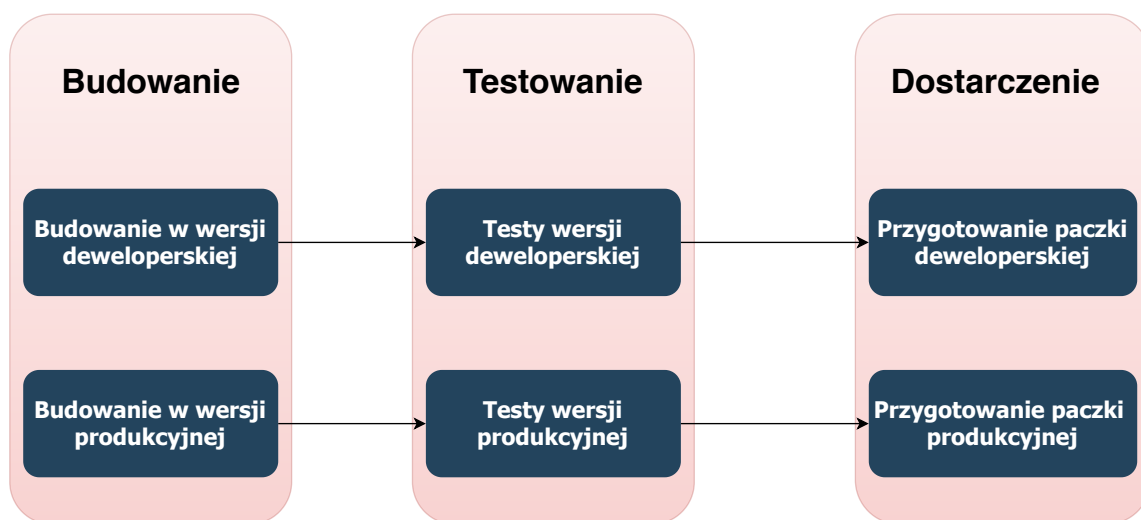 Budowanie
Testowanie
Dostarczenie
Budowanie w wersji
deweloperskiej
Testy wersji
deweloperskiej
Przygotowanie paczki
deweloperskiej
Budowanie w wersji
produkcyjnej
Testy wersji
produkcyjnej
Przygotowanie paczki
produkcyjnej